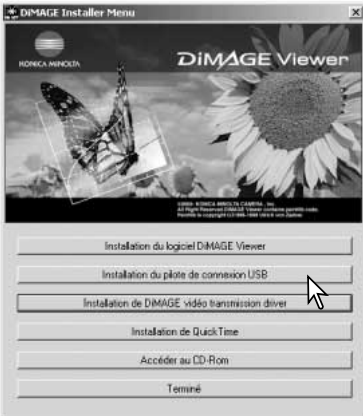 DiMAGE Installer Menu
KONICA MINOLTA
DiMAGE Viewer
Installation du logiciel DiMAGE Viewer
Installation du pilote de connexion USB
Installation de DiMAGE vidéo transmission driver
Installation de QuickTime
Accéder au CD-Rom
Terminé